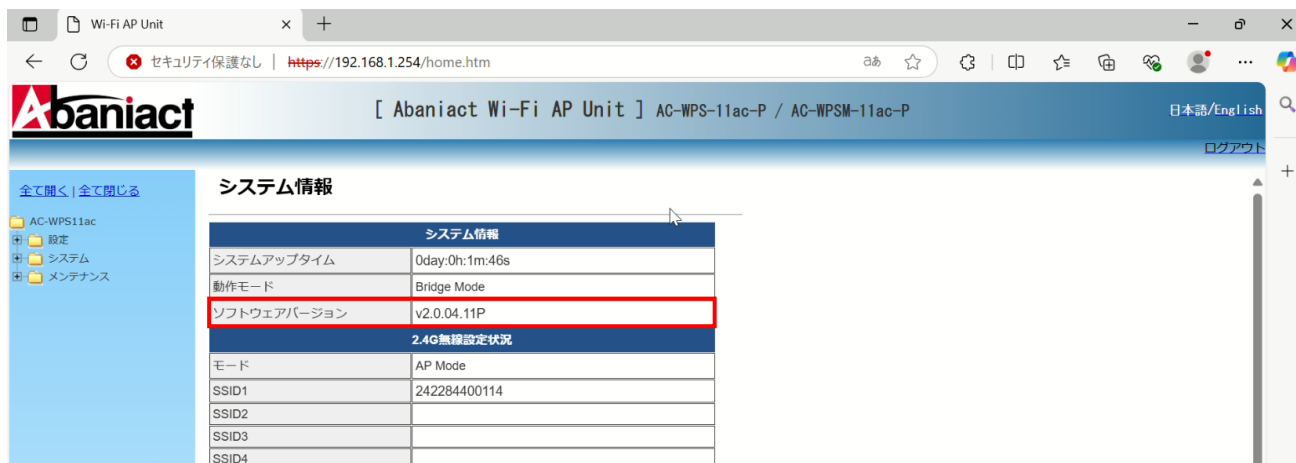 Wi-Fi AP Unit
セキュリティ保護なし | https://192.168.1.254/home.htm
aあ
Abaniact
[ Abaniact Wi-Fi AP Unit ] AC-WPS-11ac-P / AC-WPSM-11ac-P
日本語/English
ログアウト
全て開く | 全て閉じる
AC-WPS11ac
設定
システム
メンテナンス
システム情報
システム情報
システムアップタイム 0day:0h:1m:46s
動作モード Bridge Mode
ソフトウェアバージョン v2.0.04.11P
2.4G無線設定状況
モード AP Mode
SSID1 242284400114
SSID2
SSID3
SSID4